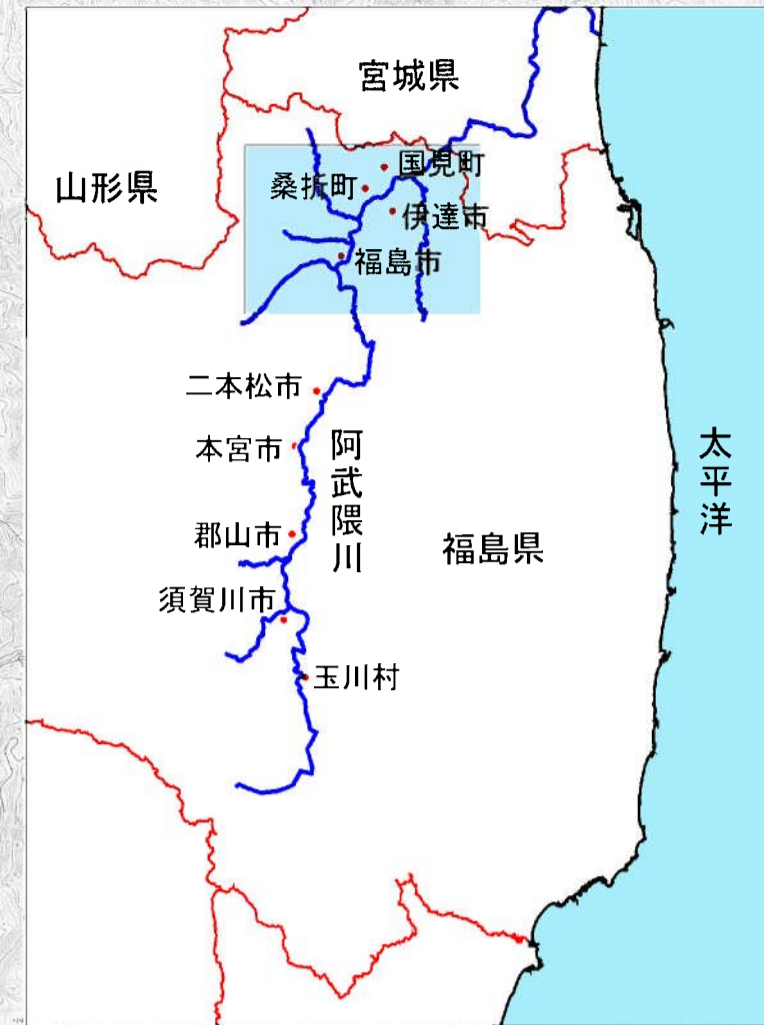 宮城県
山形県
国見町
桑折町
伊達市
福島市
二本松市
本宮市
阿武隈川
太平洋
郡山市
福島県
須賀川市
玉川村